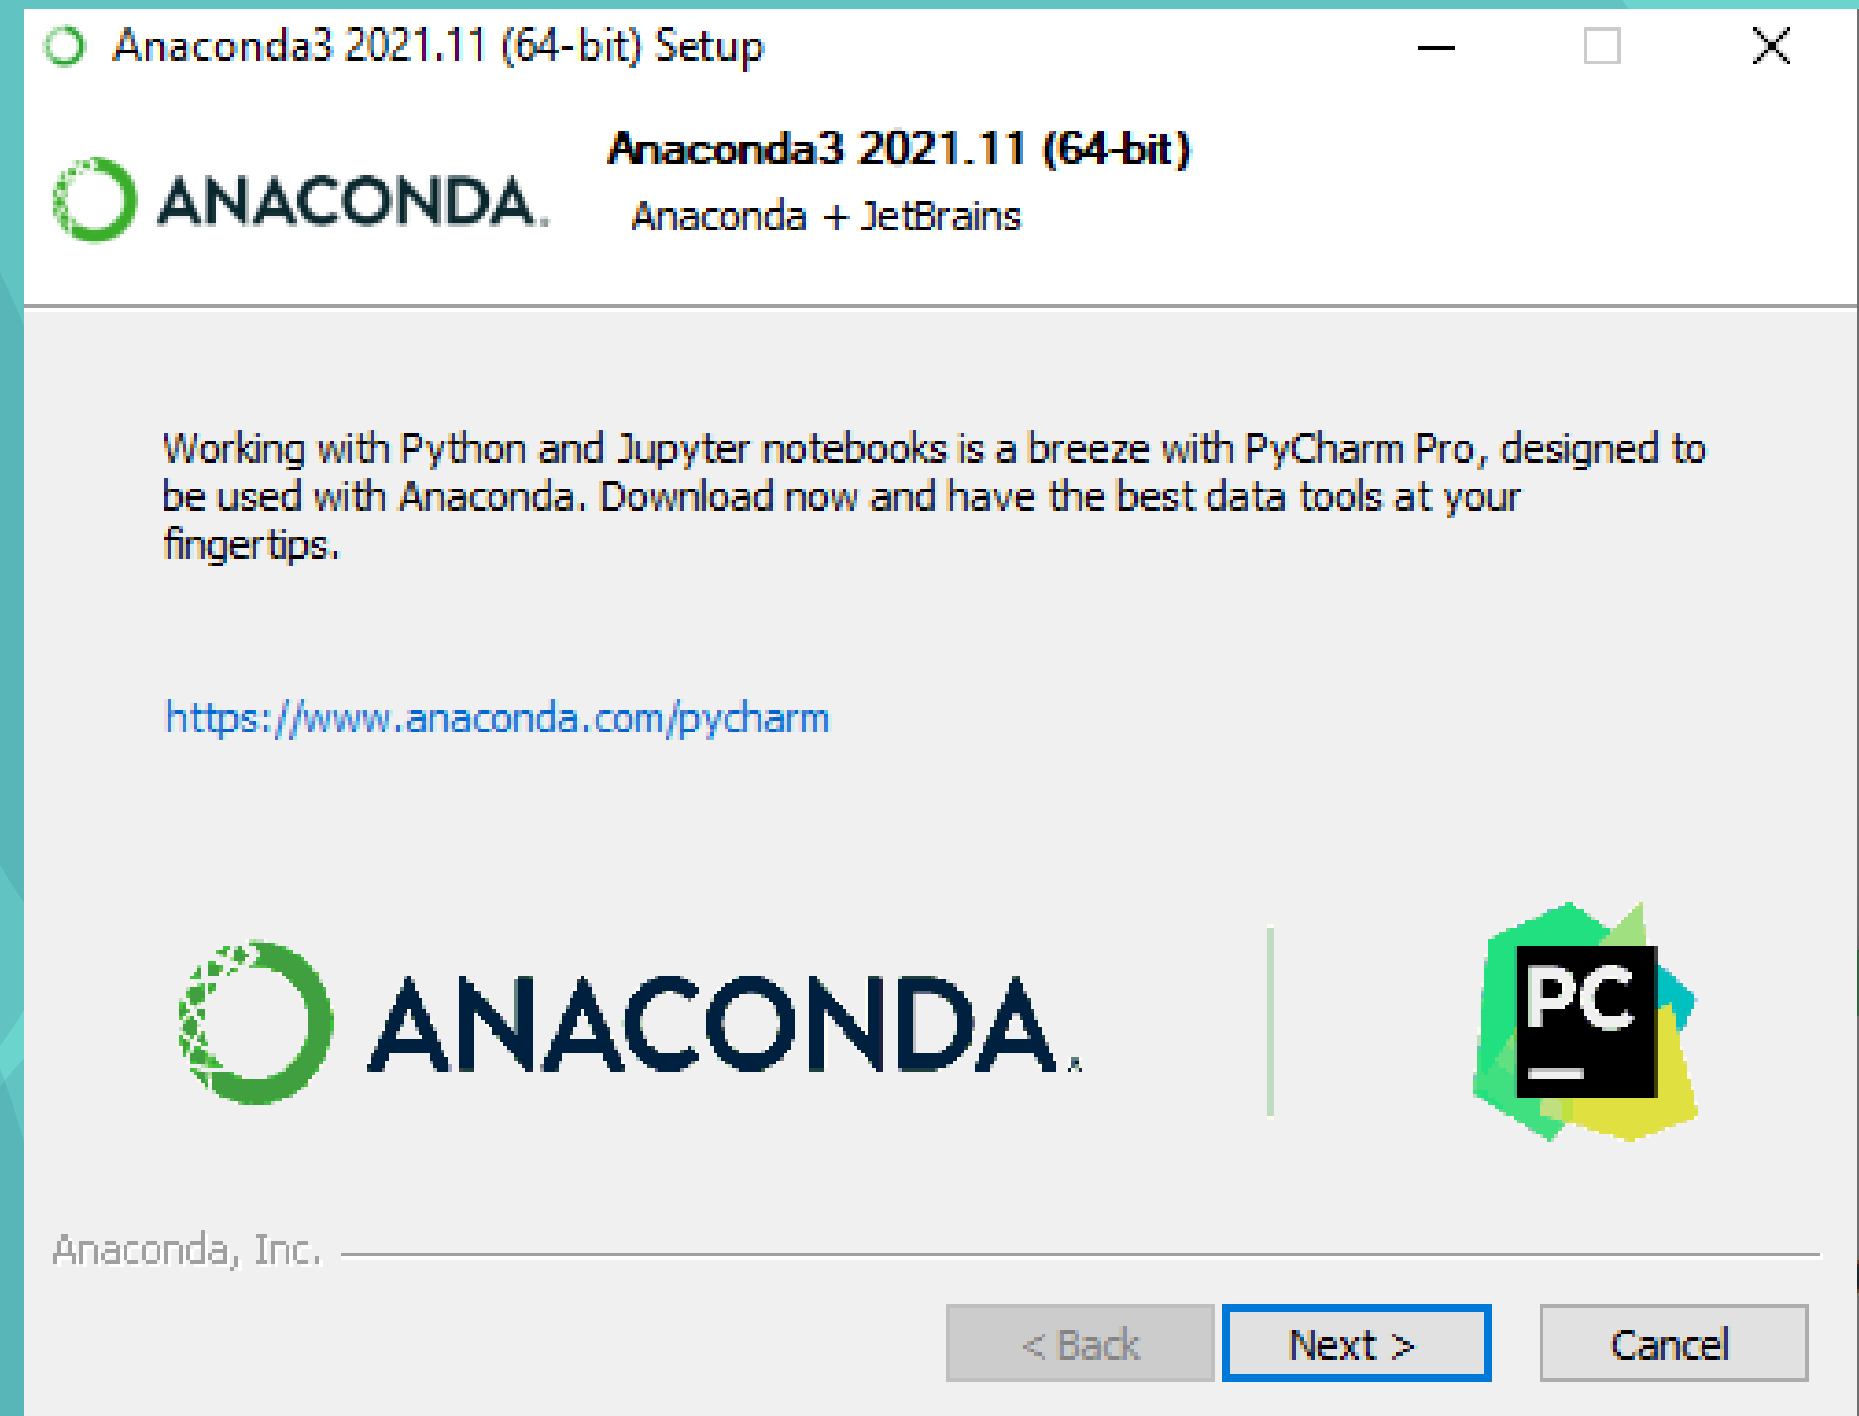 Anaconda3 2021.11 (64-bit) Setup
ANACONDA.
Anaconda3 2021.11 (64-bit)
Anaconda + JetBrains
Working with Python and Jupyter notebooks is a breeze with PyCharm Pro, designed to
be used with Anaconda. Download now and have the best data tools at your
fingertips.
https://www.anaconda.com/pycharm
ANACONDA.
PC
Anaconda, Inc.
< Back
Next >
Cancel